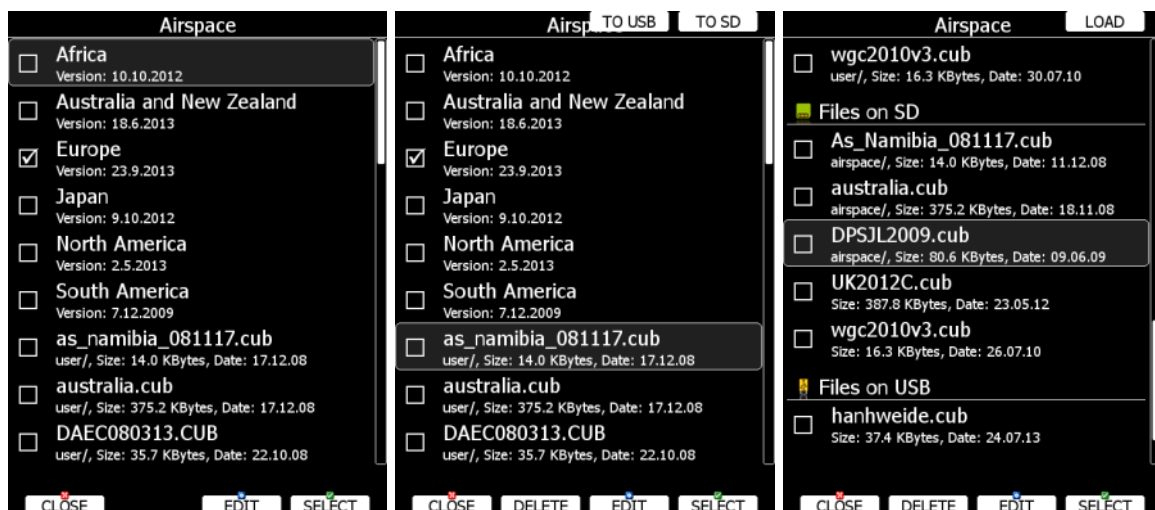 Airspace
Africa
Version: 10.10.2012
Australia and New Zealand
Version: 18.6.2013
Europe
Version: 23.9.2013
Japan
Version: 9.10.2012
North America
Version: 2.5.2013
South America
Version: 7.12.2009
as_namibia_081117.cub
user/, Size: 14.0 KBytes, Date: 17.12.08
australia.cub
user/, Size: 375.2 KBytes, Date: 17.12.08
DAEC080313.CUB
user/, Size: 35.7 KBytes, Date: 22.10.08
CLOSE EDIT SELECT
Airsp TO USB TO SD
Africa
Version: 10.10.2012
Australia and New Zealand
Version: 18.6.2013
Europe
Version: 23.9.2013
Japan
Version: 9.10.2012
North America
Version: 2.5.2013
South America
Version: 7.12.2009
as_namibia_081117.cub
user/, Size: 14.0 KBytes, Date: 17.12.08
australia.cub
user/, Size: 375.2 KBytes, Date: 17.12.08
DAEC080313.CUB
user/, Size: 35.7 KBytes, Date: 22.10.08
CLOSE DELETE EDIT SELECT
Airspace LOAD
wgc2010v3.cub
user/, Size: 16.3 KBytes, Date: 30.07.10
Files on SD
As_Namibia_081117.cub
airspace/, Size: 14.0 KBytes, Date: 11.12.08
australia.cub
airspace/, Size: 375.2 KBytes, Date: 18.11.08
DPSJL2009.cub
airspace/, Size: 80.6 KBytes, Date: 09.06.09
UK2012C.cub
Size: 387.8 KBytes, Date: 23.05.12
wgc2010v3.cub
Size: 16.3 KBytes, Date: 26.07.10
Files on USB
hanhweide.cub
Size: 37.4 KBytes, Date: 24.07.13
CLOSE DELETE EDIT SELECT